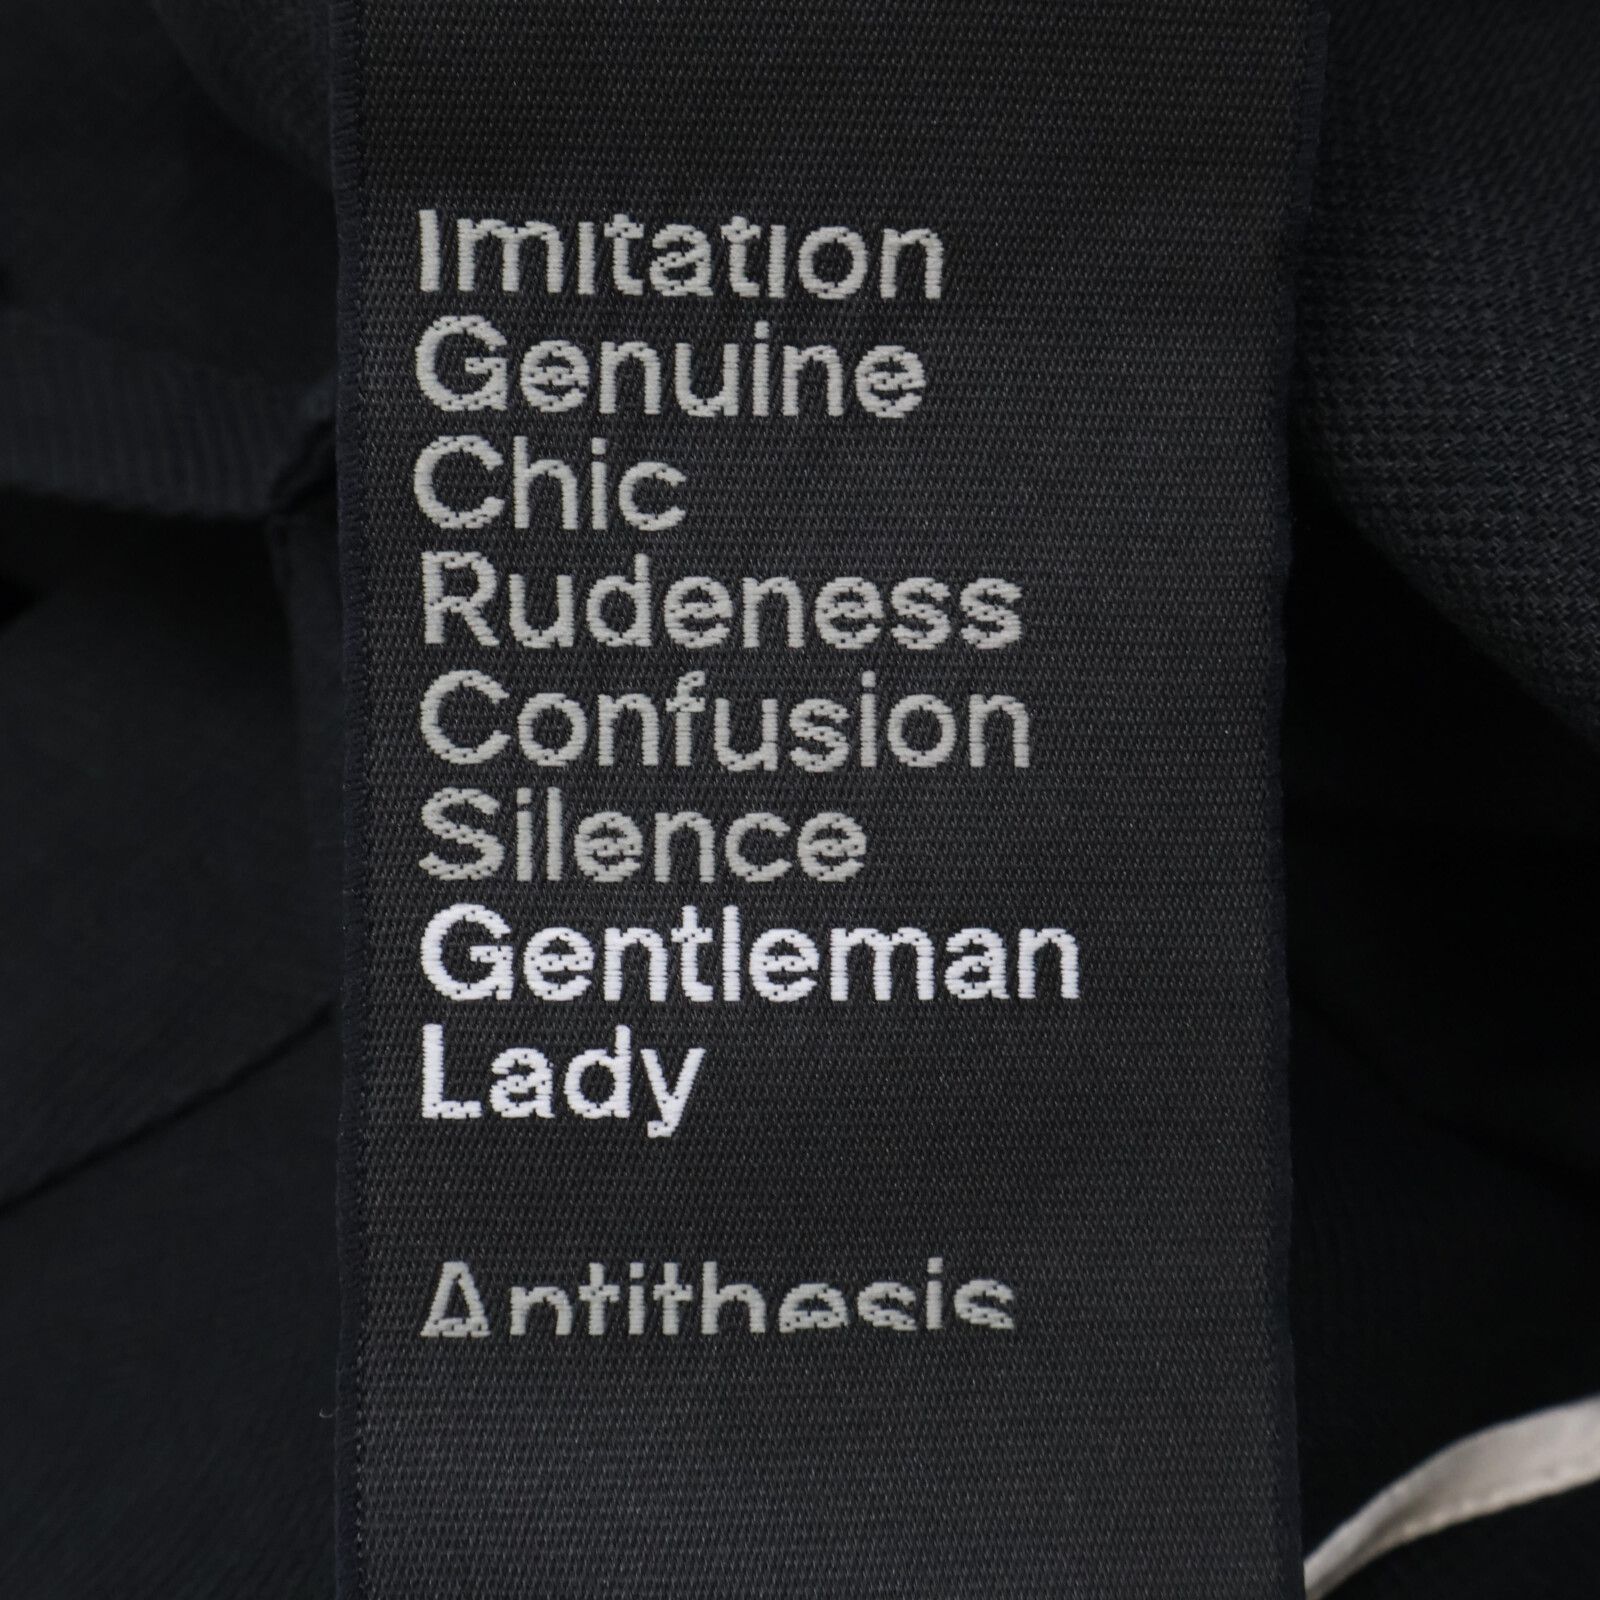 Imitation
Genuine
Chic
Rudeness
Confusion
Silence
Gentleman
Lady
Antithesis